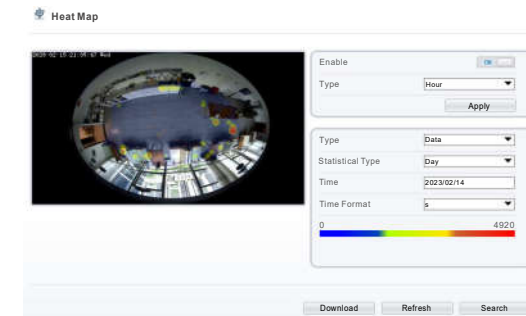 Heat Map
Enable ON
Type Hour
Apply
Type Data
Statistical Type Day
Time 2023/02/14
Time Format s
0 4920
Download Refresh Search